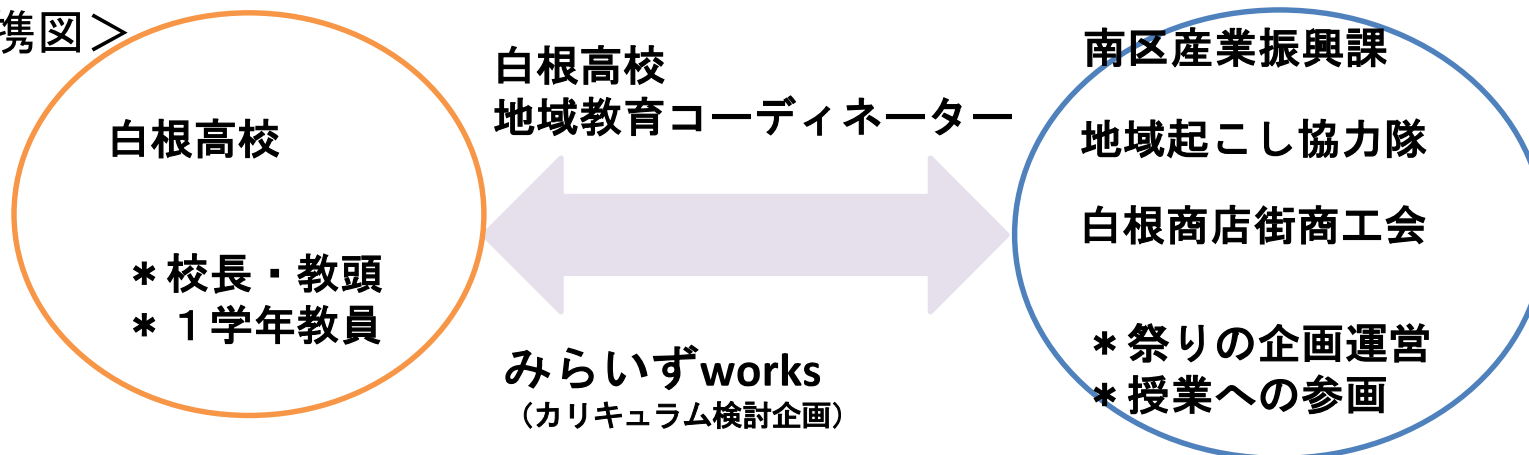 携図＞
白根高校
＊校長・教頭
＊１学年教員
白根高校
地域教育コーディネーター
みらいずworks
（カリキュラム検討企画）
南区産業振興課
地域起こし協力隊
白根商店街商工会
＊祭りの企画運営
＊授業への参画